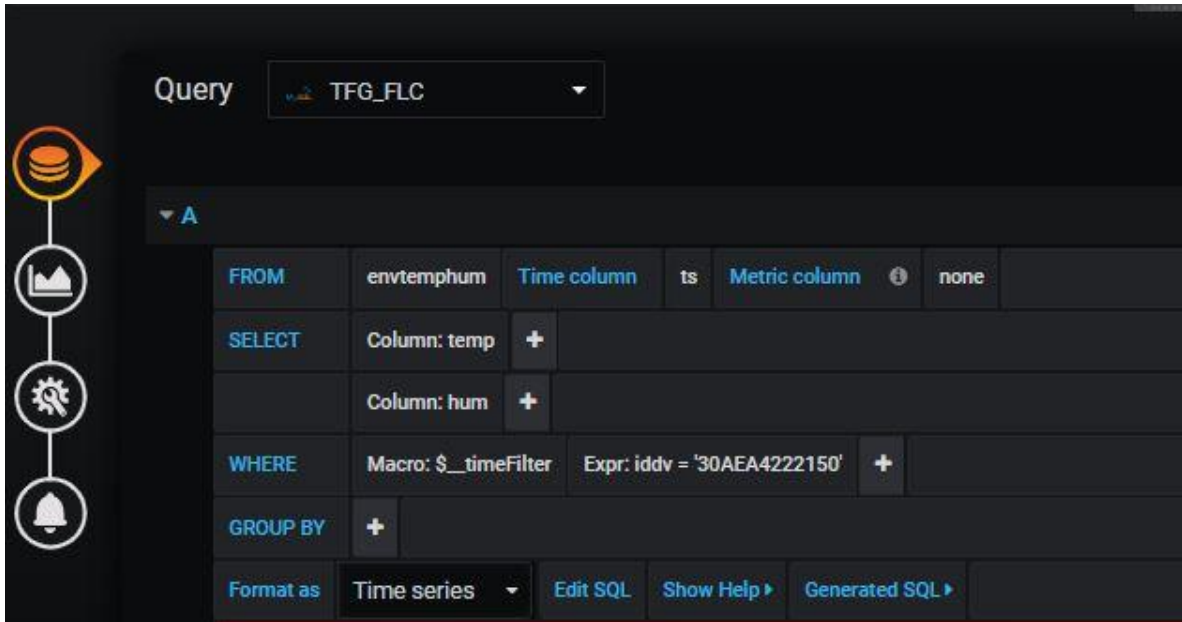 Query TFG_FLC
A
FROM envtemphum Time column ts Metric column none
SELECT Column: temp +
Column: hum +
WHERE Macro: $__timeFilter Expr: iddv = '30AEA4222150' +
GROUP BY +
Format as Time series Edit SQL Show Help Generated SQL